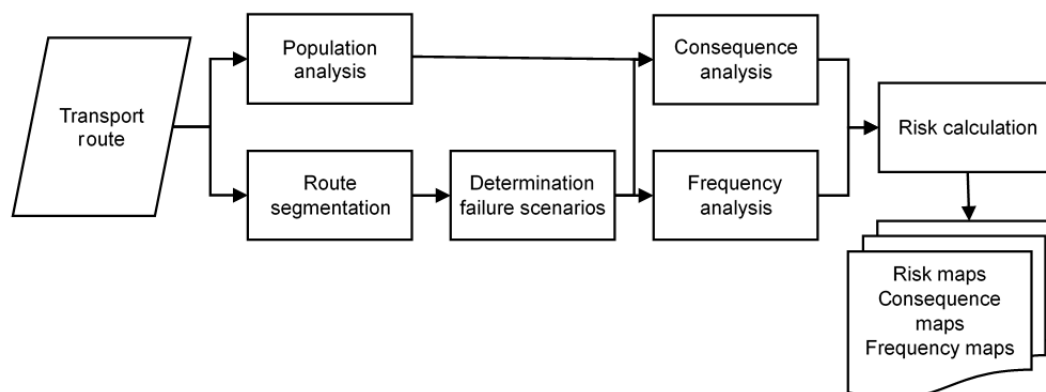 Transport
route
Population
analysis
Route
segmentation
Determination
failure scenarios
Consequence
analysis
Frequency
analysis
Risk calculation
Risk maps
Consequence
maps
Frequency maps